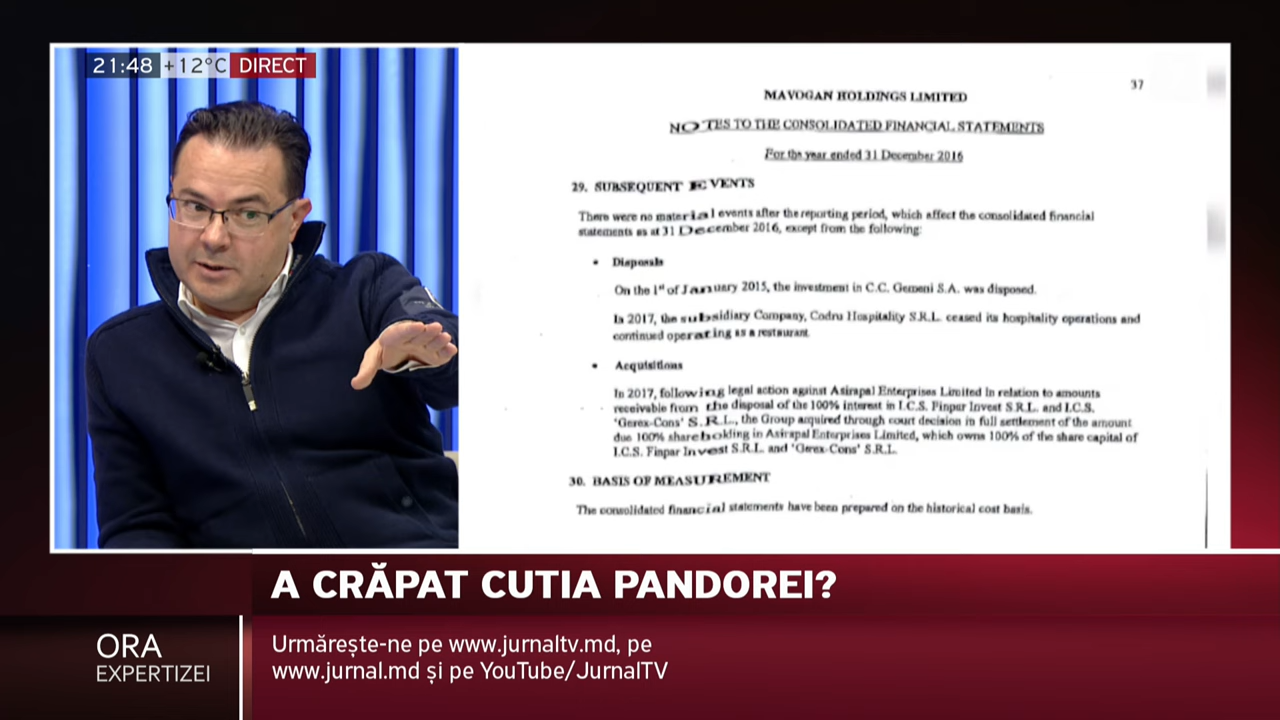 21:48 +12°C DIRECT
37
MAVOGAN HOLDINGS LIMITED
NOTES TO THE CONSOLIDATED FINANCIAL STATEMENTS
For the year ended 31 December 2016
29. SUBSEQUENT EVENTS
There were no material events after the reporting period, which affect the consolidated financial
statements as at 31 December 2016, except from the following:
• Disposals
On the 1st of January 2015, the investment in C.C. Gemeni S.A. was disposed.
In 2017, the subsidiary Company, Codru Hospitality S.R.L. ceased its hospitality operations and
continued operating as a restaurant.
• Acquisitions
In 2017, following legal action against Asirapal Enterprises Limited in relation to amounts
receivable from the disposal of the 100% interest in I.C.S. Finpar Invest S.R.L. and I.C.S.
'Gerex-Cons' S.R.L., the Group acquired through court decision in full settlement of the amount
due 100% shareholding in Asirapal Enterprises Limited, which owns 100% of the share capital of
I.C.S. Finpar Invest S.R.L. and 'Gerex-Cons' S.R.L.
30. BASIS OF MEASUREMENT
The consolidated financial statements have been prepared on the historical cost basis.
A CRĂPAT CUTIA PANDOREI?
ORA
EXPERTIZEI
Urmărește-ne pe www.jurnaltv.md, pe
www.jurnal.md și pe YouTube/JurnalTV